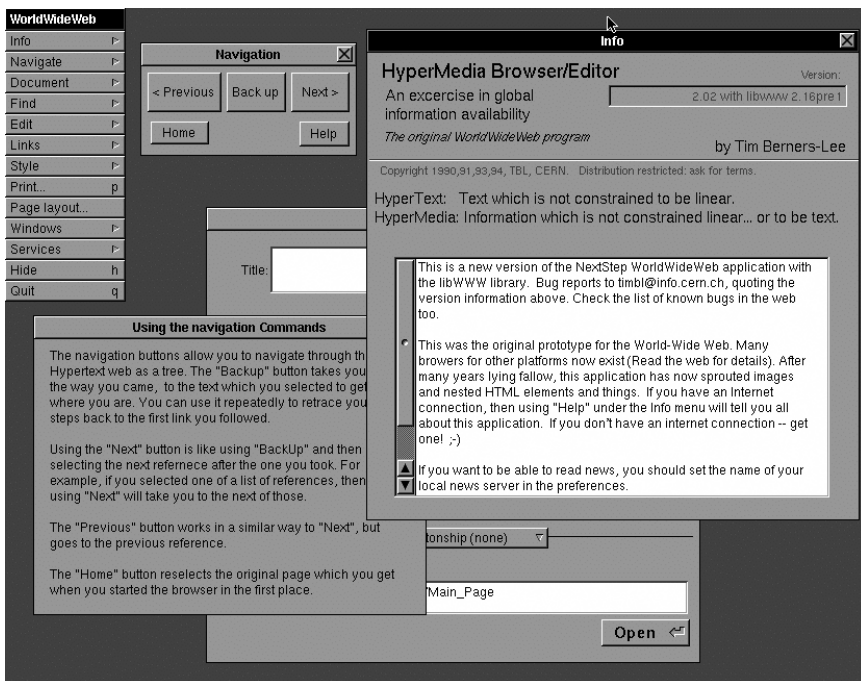 WorldWideWeb
Info
Navigate
Document
Find
Edit
Links
Style
Print... p
Page layout...
Windows
Services
Hide h
Quit q
Navigation
< Previous Back up Next >
Home Help
Title:
Using the navigation Commands
The navigation buttons allow you to navigate through th
Hypertext web as a tree. The "Backup" button takes you
the way you came, to the text which you selected to get
where you are. You can use it repeatedly to retrace you
steps back to the first link you followed.
Using the "Next" button is like using "BackUp" and then
selecting the next refernece after the one you took. For
example, if you selected one of a list of references, then
using "Next" will take you to the next of those.
The "Previous" button works in a similar way to "Next", but
goes to the previous reference.
The "Home" button reselects the original page which you get
when you started the browser in the first place.
Info
HyperMedia Browser/Editor
Version:
An excercise in global
information availability
2.02 with libwww 2.16pre1
The original WorldWideWeb program
by Tim Berners-Lee
Copyright 1990,91,93,94, TBL, CERN. Distribution restricted: ask for terms.
HyperText: Text which is not constrained to be linear.
HyperMedia: Information which is not constrained linear... or to be text.
This is a new version of the NextStep WorldWideWeb application with
the libWWW library. Bug reports to timbl@info.cern.ch, quoting the
version information above. Check the list of known bugs in the web
too.
This was the original prototype for the World-Wide Web. Many
browers for other platforms now exist (Read the web for details). After
many years lying fallow, this application has now sprouted images
and nested HTML elements and things. If you have an Internet
connection, then using "Help" under the Info menu will tell you all
about this application. If you don't have an internet connection -- get
one! ;-)
If you want to be able to read news, you should set the name of your
local news server in the preferences.
tonship (none)
/Main_Page
Open